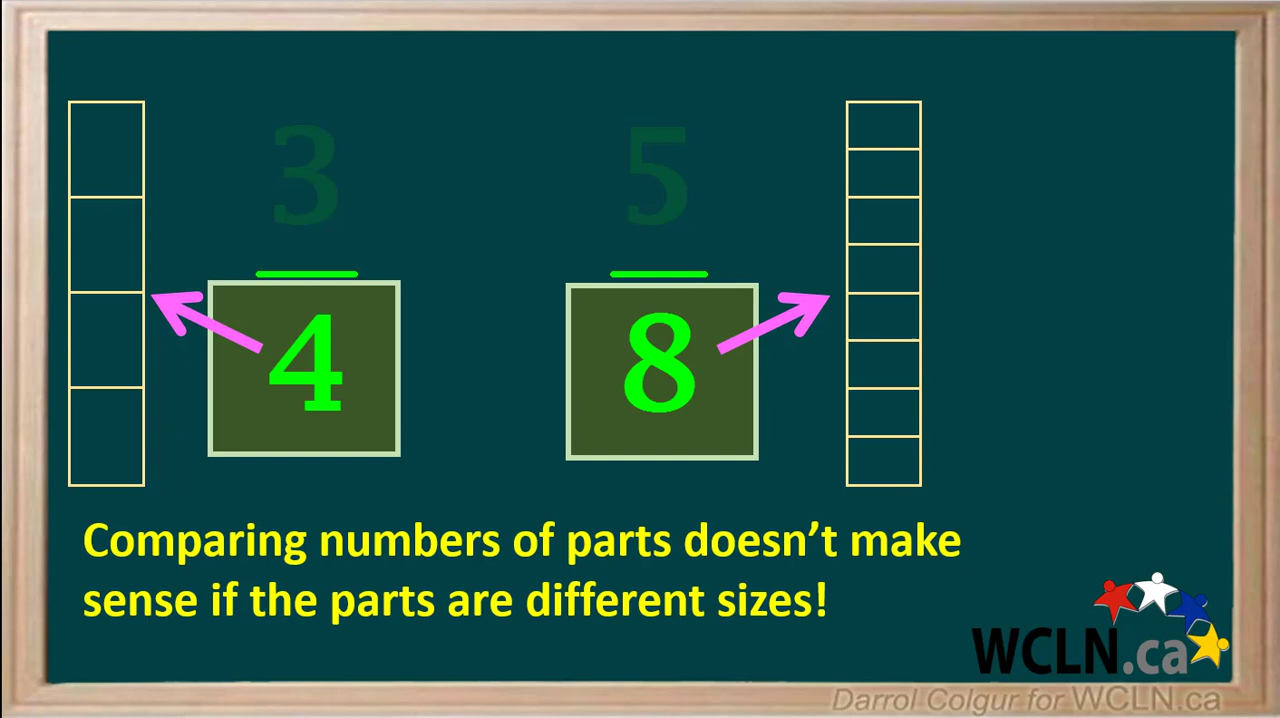 3 5
4 8
Comparing numbers of parts doesn’t make
sense if the parts are different sizes!
WCLN.ca
Darrol Colgur for WCLN.ca